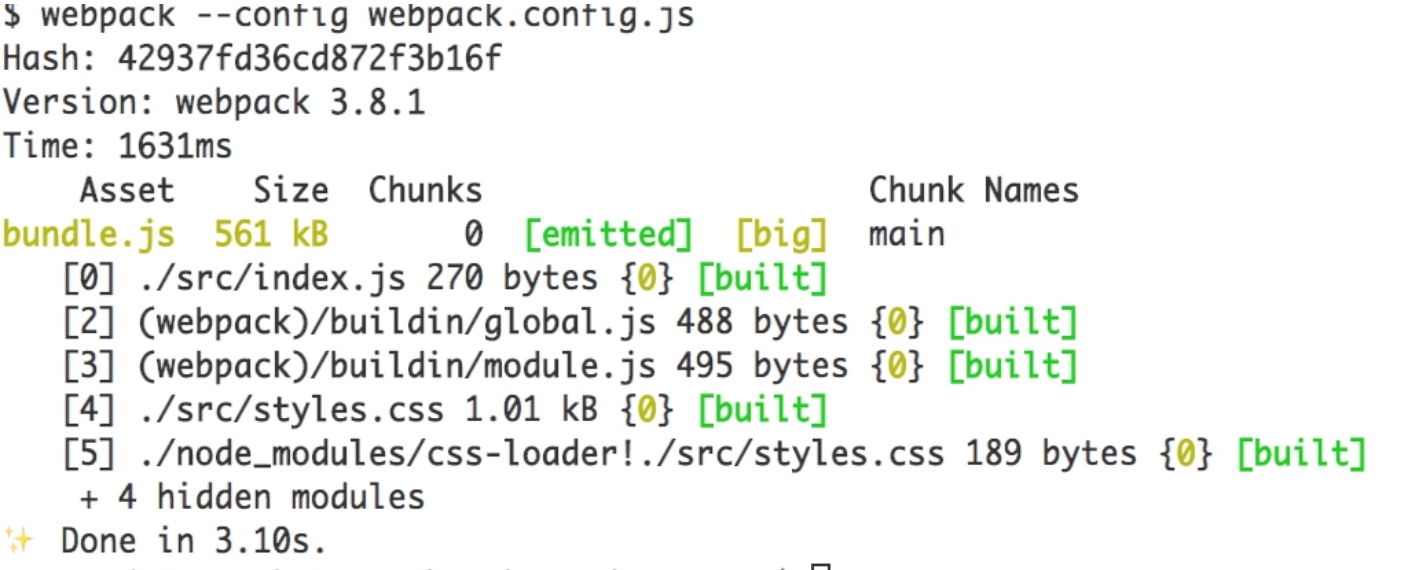 $ webpack --config webpack.config.js
Hash: 42937fd36cd872f3b16f
Version: webpack 3.8.1
Time: 1631ms
    Asset    Size  Chunks                    Chunk Names
bundle.js  561 kB       0  [emitted]  [big]  main
   [0] ./src/index.js 270 bytes {0} [built]
   [2] (webpack)/buildin/global.js 488 bytes {0} [built]
   [3] (webpack)/buildin/module.js 495 bytes {0} [built]
   [4] ./src/styles.css 1.01 kB {0} [built]
   [5] ./node_modules/css-loader!./src/styles.css 189 bytes {0} [built]
    + 4 hidden modules
✨ Done in 3.10s.